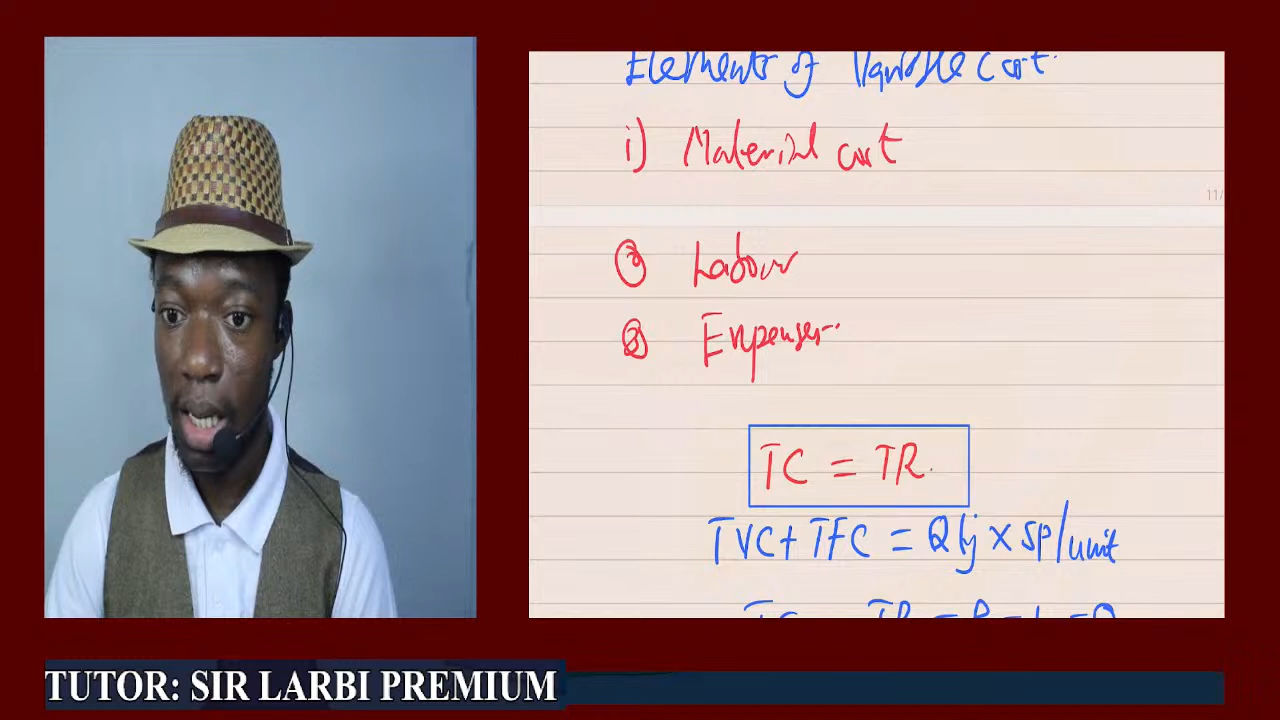 Elements of Variable Cost.
i) Material cost
11/
Labour
Expenses
TC = TR.
TVC + TFC = Qty x SP/unit
TUTOR: SIR LARBI PREMIUM